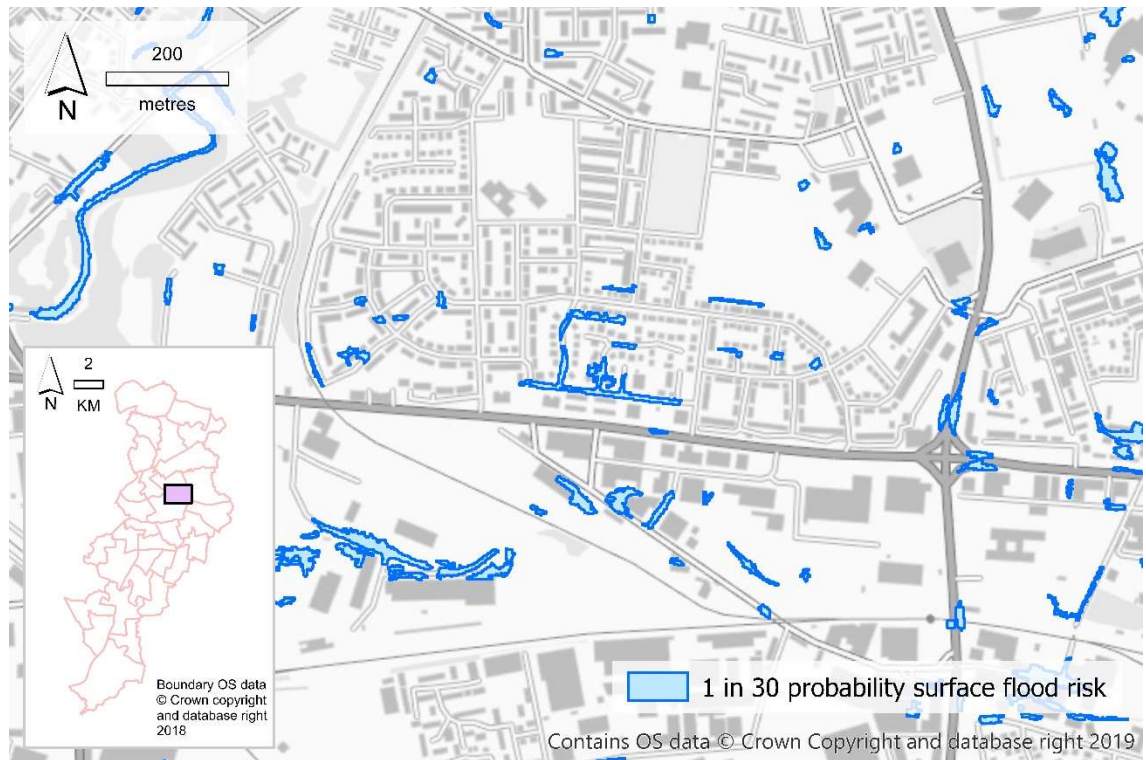 200
metres
N
2
KM
N
Boundary OS data
© Crown copyright
and database right
2018
1 in 30 probability surface flood risk
Contains OS data © Crown Copyright and database right 2019